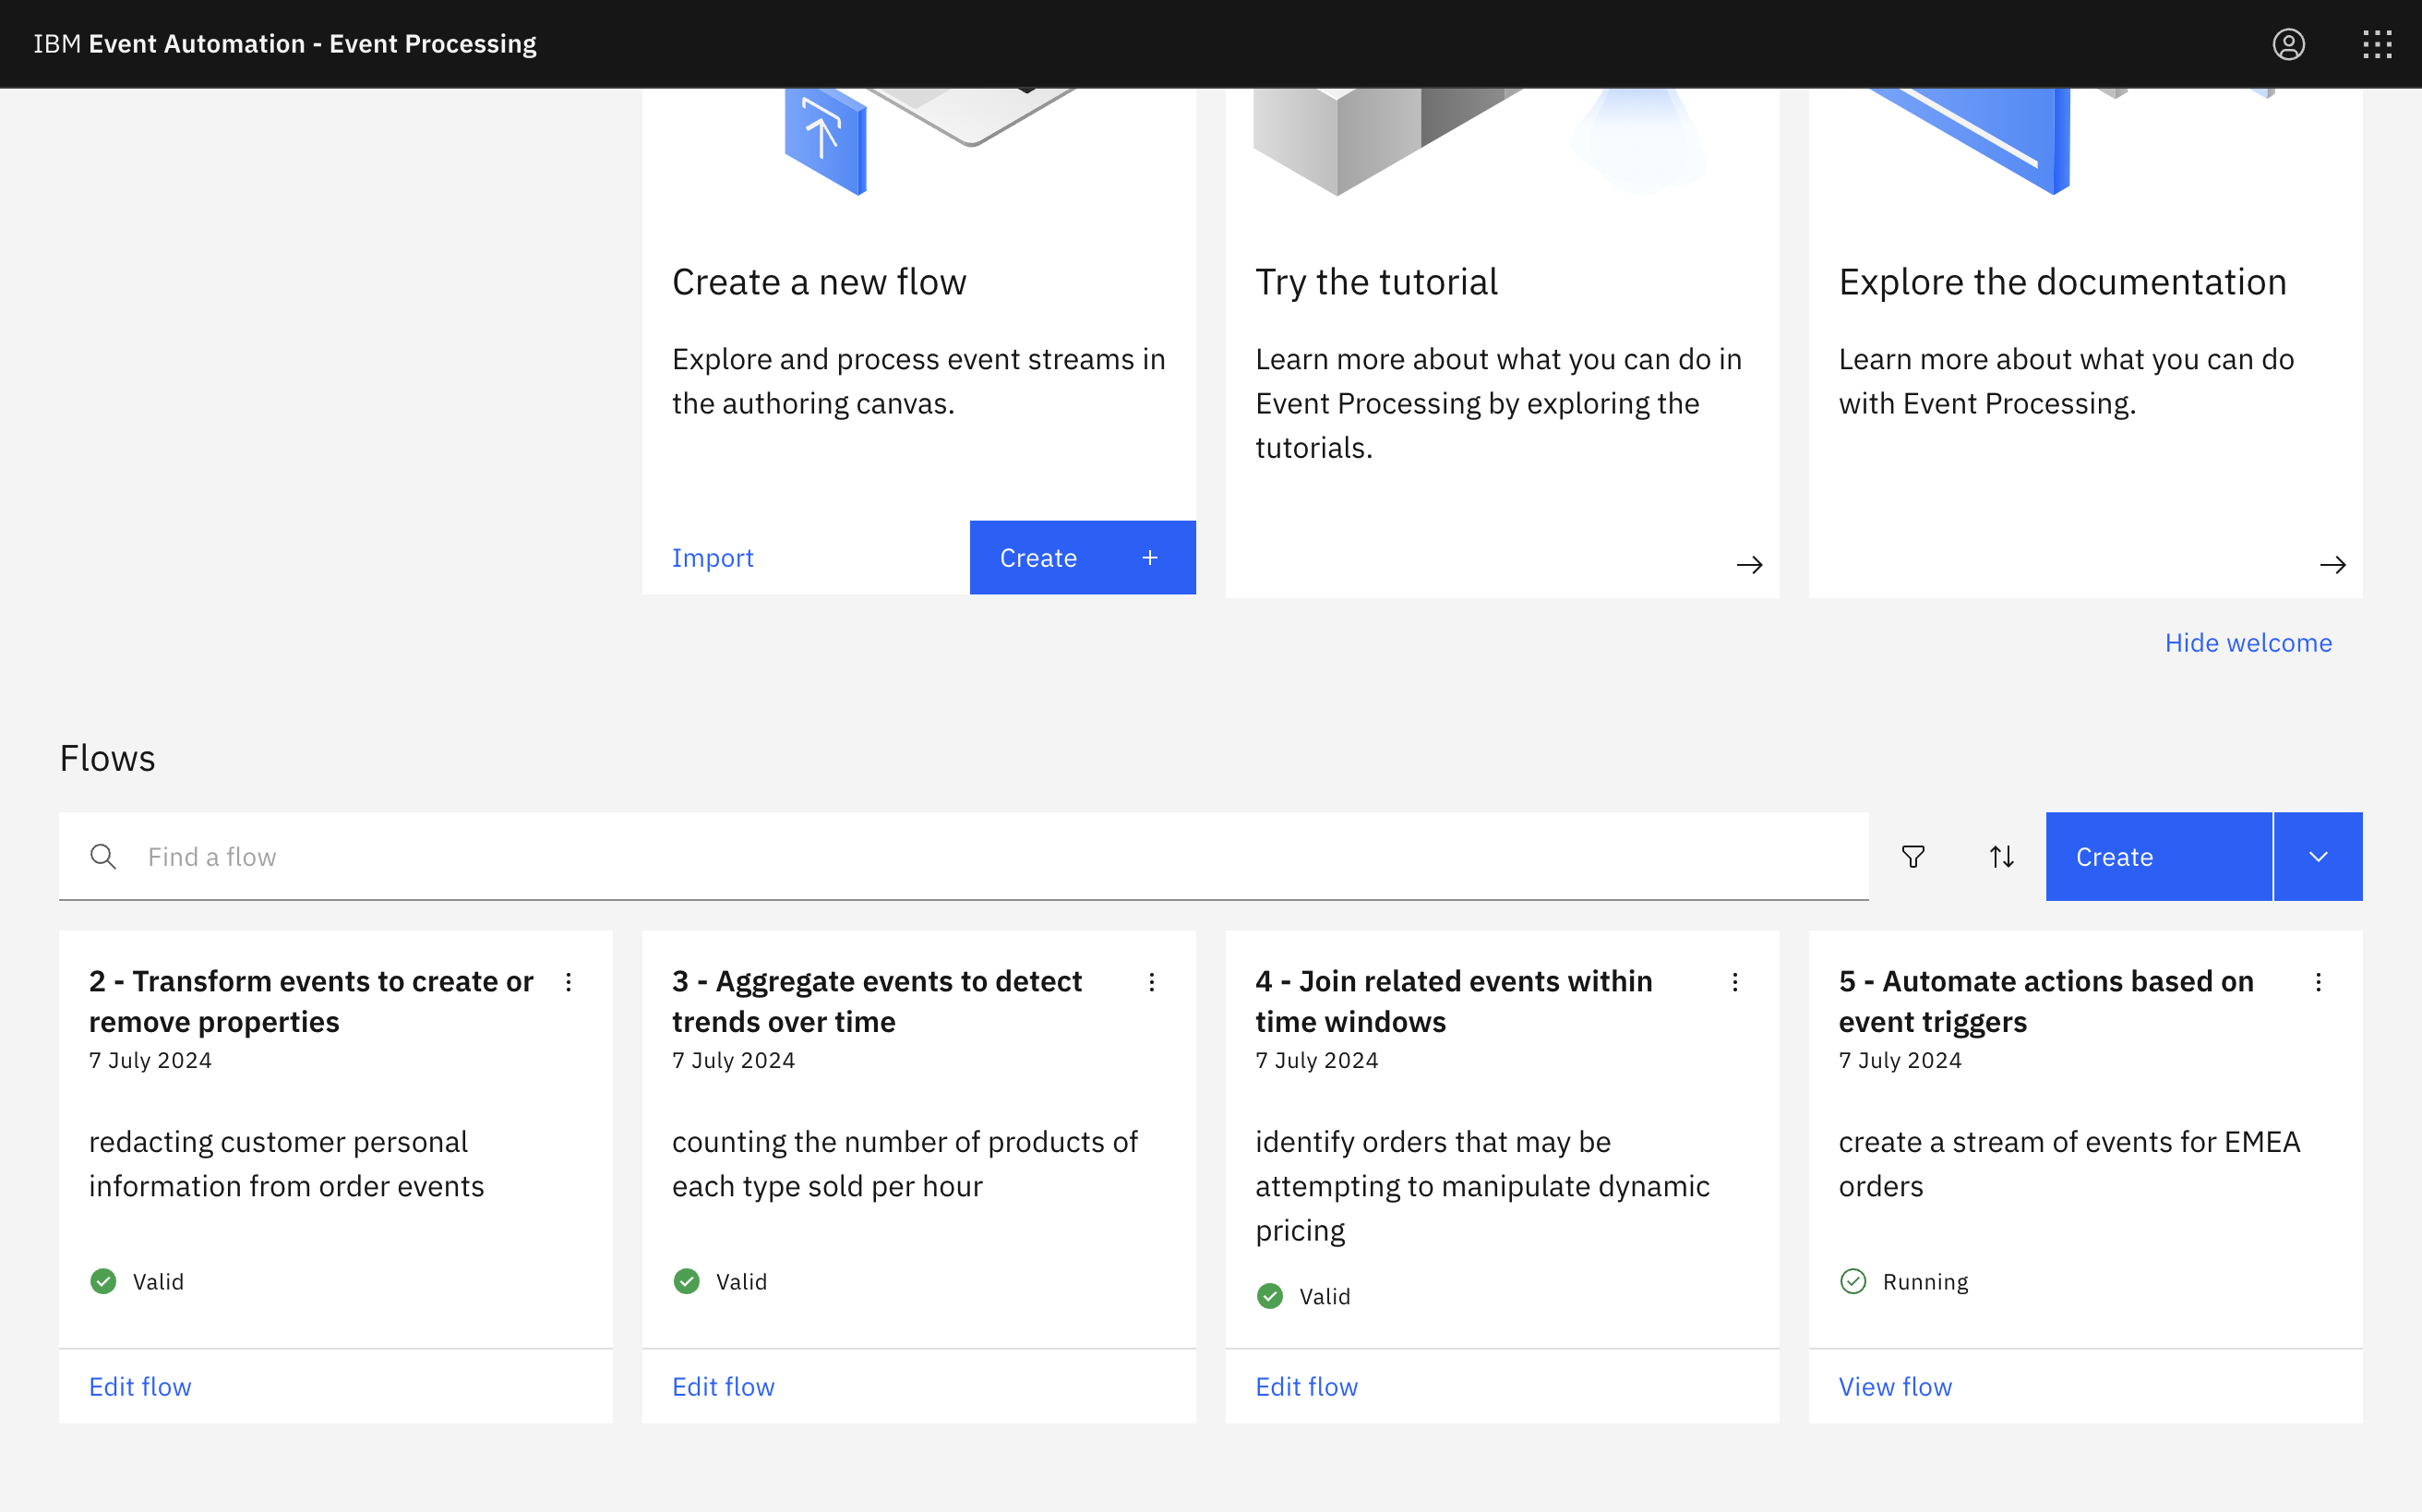 IBM Event Automation - Event Processing
Create a new flow
Explore and process event streams in
the authoring canvas.
Import
Create
Try the tutorial
Learn more about what you can do in
Event Processing by exploring the
tutorials.
Explore the documentation
Learn more about what you can do
with Event Processing.
Hide welcome
Flows
Find a flow
Create
2 - Transform events to create or
remove properties
7 July 2024
redacting customer personal
information from order events
Valid
Edit flow
3 - Aggregate events to detect
trends over time
7 July 2024
counting the number of products of
each type sold per hour
Valid
Edit flow
4 - Join related events within
time windows
7 July 2024
identify orders that may be
attempting to manipulate dynamic
pricing
Valid
Edit flow
5 - Automate actions based on
event triggers
7 July 2024
create a stream of events for EMEA
orders
Running
View flow